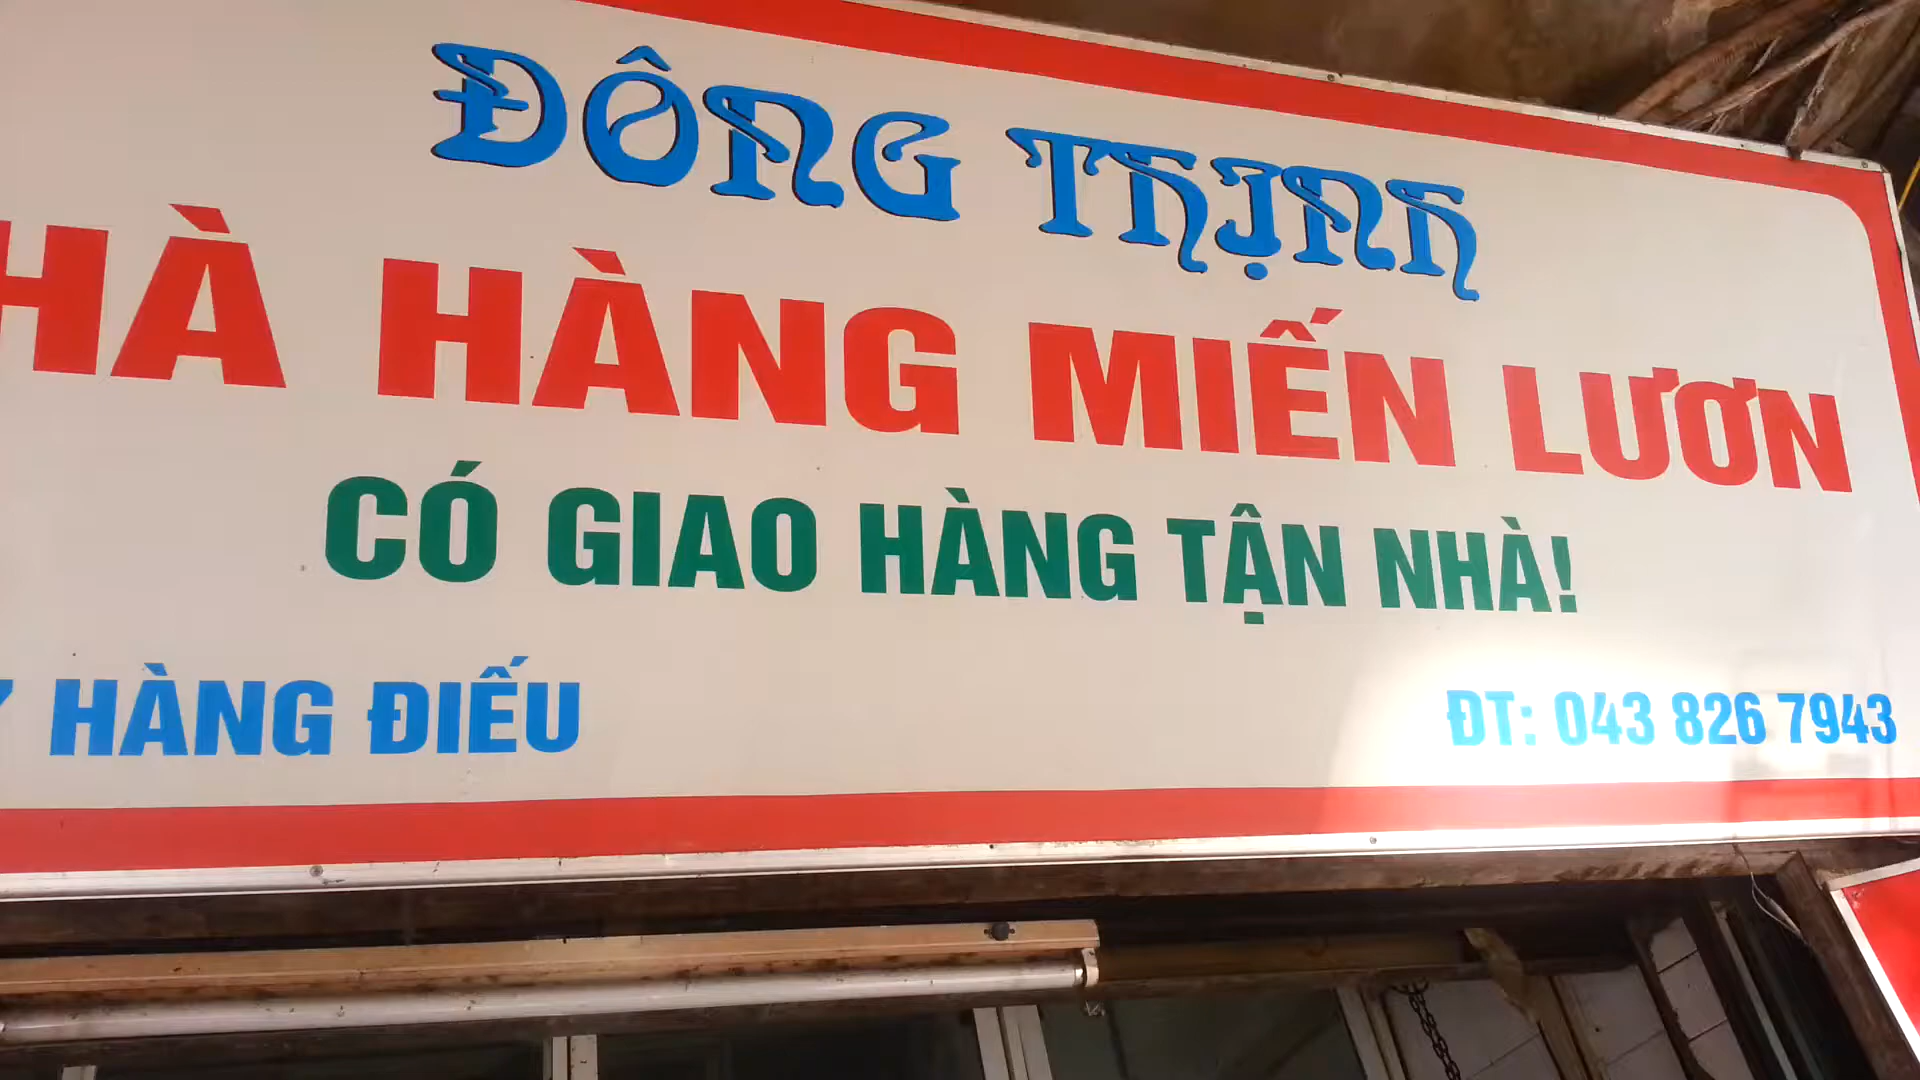 ĐÔNG THỊNH
HÀ HÀNG MIẾN LƯƠN
CÓ GIAO HÀNG TẬN NHÀ!
HÀNG ĐIẾU
ĐT: 043 826 7943